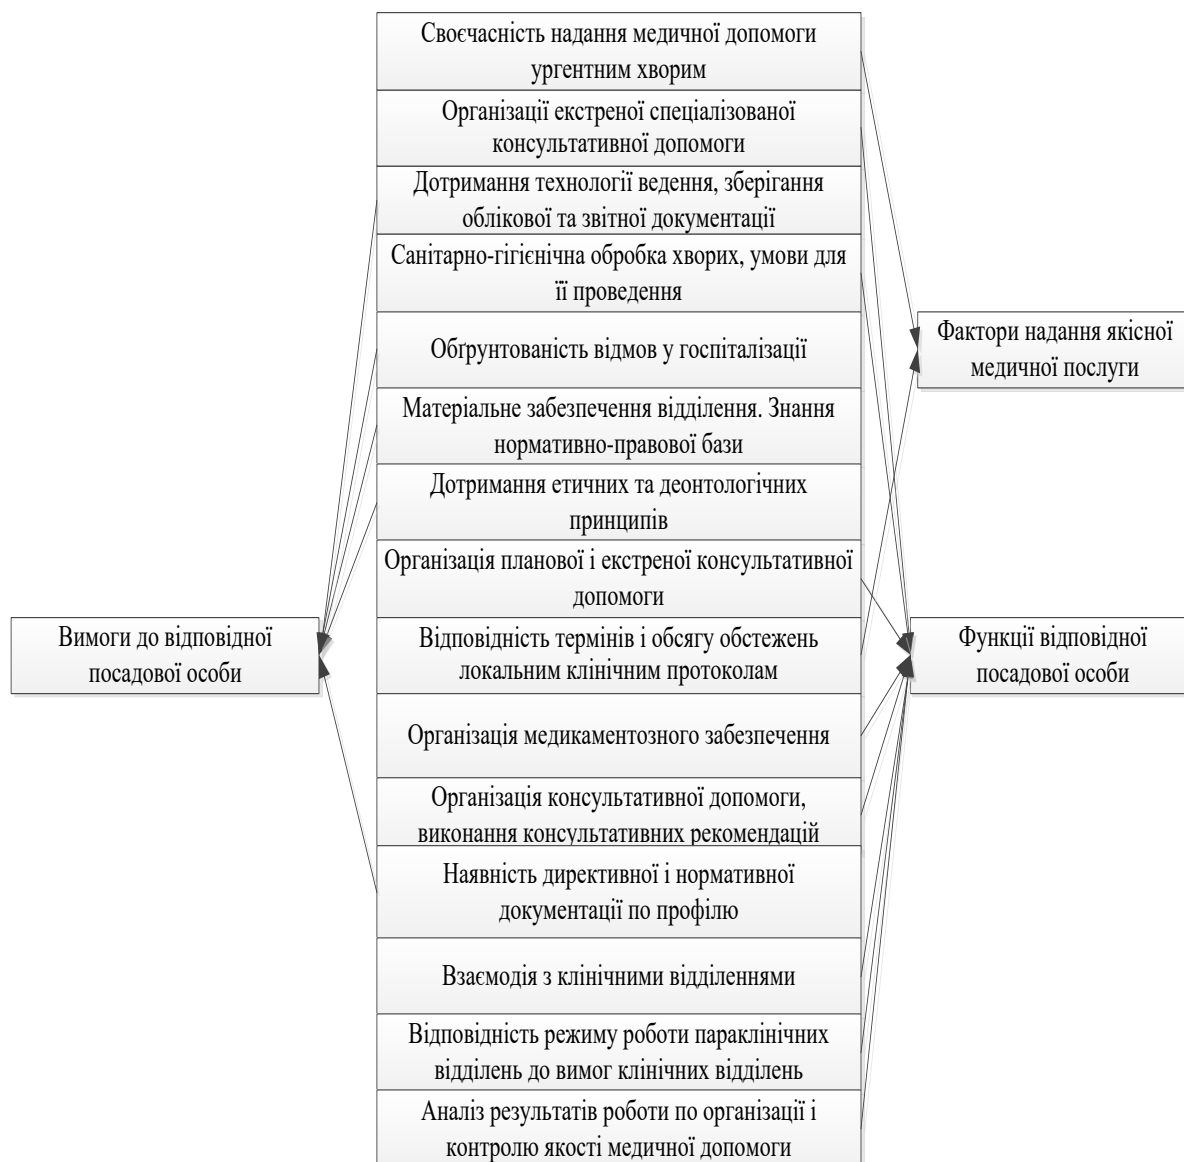 Своєчасність надання медичної допомоги
ургентним хворим
Організації екстреної спеціалізованої
консультативної допомоги
Дотримання технології ведення, зберігання
облікової та звітної документації
Санітарно-гігієнічна обробка хворих, умови для
її проведення
Обґрунтованість відмов у госпіталізації
Матеріальне забезпечення відділення. Знання
нормативно-правової бази
Дотримання етичних та деонтологічних
принципів
Організація планової і екстреної консультативної
допомоги
Відповідність термінів і обсягу обстежень
локальним клінічним протоколам
Організація медикаментозного забезпечення
Організація консультативної допомоги,
виконання консультативних рекомендацій
Наявність директивної і нормативної
документації по профілю
Взаємодія з клінічними відділеннями
Відповідність режиму роботи параклінічних
відділень до вимог клінічних відділень
Аналіз результатів роботи по організації і
контролю якості медичної допомоги
Вимоги до відповідної
посадової особи
Фактори надання якісної
медичної послуги
Функції відповідної
посадової особи